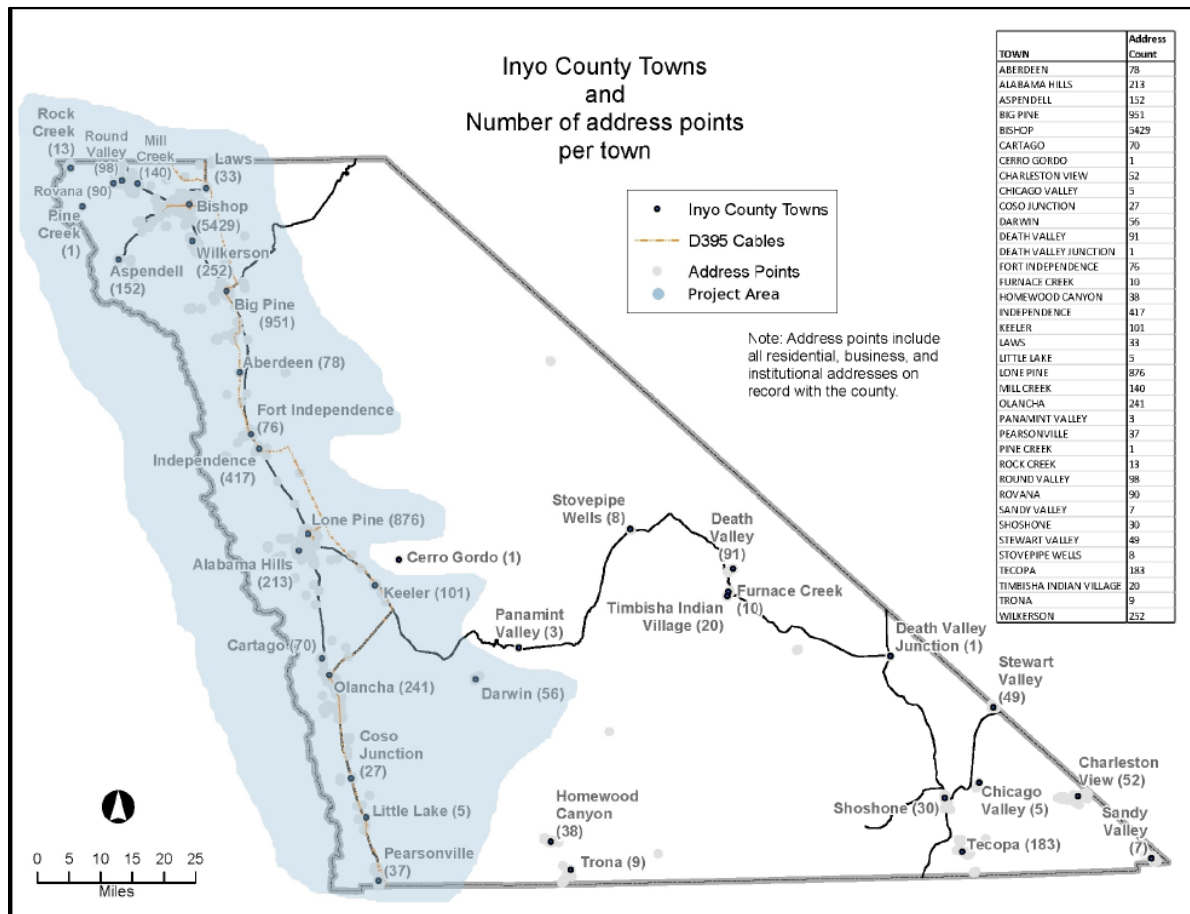 Inyo County Towns
and
Number of address points
per town
Inyo County Towns
D395 Cables
Address Points
Project Area
Note: Address points include
all residential, business, and
institutional addresses on
record with the county.
Rock
Creek
(13)
Round
Valley
(98)
Mill
Creek
(140)
Laws
(33)
Rovana (90)
Pine
Creek
(1)
Bishop
(5429)
Wilkerson
(252)
Aspendell
(152)
Big Pine
(951)
Aberdeen (78)
Fort Independence
(76)
Independence
(417)
Lone Pine (876)
Alabama Hills
(213)
Cerro Gordo (1)
Keeler (101)
Stovepipe
Wells (8)
Death
Valley
(91)
Furnace Creek
(10)
Timbisha Indian
Village (20)
Panamint
Valley (3)
Cartago (70)
Olancha (241)
Darwin (56)
Death Valley
Junction (1)
Stewart
Valley
(49)
Coso
Junction
(27)
Little Lake (5)
Pearsonville
(37)
Homewood
Canyon
(38)
Trona (9)
Shoshone (30)
Chicago
Valley (5)
Charleston
View (52)
Sandy
Valley
(7)
Tecopa (183)
0 5 10 15 20 25
Miles
TOWN Address Count
ABERDEEN 78
ALABAMA HILLS 213
ASPENDELL 152
BIG PINE 951
BISHOP 5429
CARTAGO 70
CERRO GORDO 1
CHARLESTON VIEW 52
CHICAGO VALLEY 5
COSO JUNCTION 27
DARWIN 56
DEATH VALLEY 91
DEATH VALLEY JUNCTION 1
FORT INDEPENDENCE 76
FURNACE CREEK 10
HOMEWOOD CANYON 38
INDEPENDENCE 417
KEELER 101
LAWS 33
LITTLE LAKE 5
LONE PINE 876
MILL CREEK 140
OLANCHA 241
PANAMINT VALLEY 3
PEARSONVILLE 37
PINE CREEK 1
ROCK CREEK 13
ROUND VALLEY 98
ROVANA 90
SANDY VALLEY 7
SHOSHONE 30
STEWART VALLEY 49
STOVEPIPE WELLS 8
TECOPA 183
TIMBISHA INDIAN VILLAGE 20
TRONA 9
WILKERSON 252